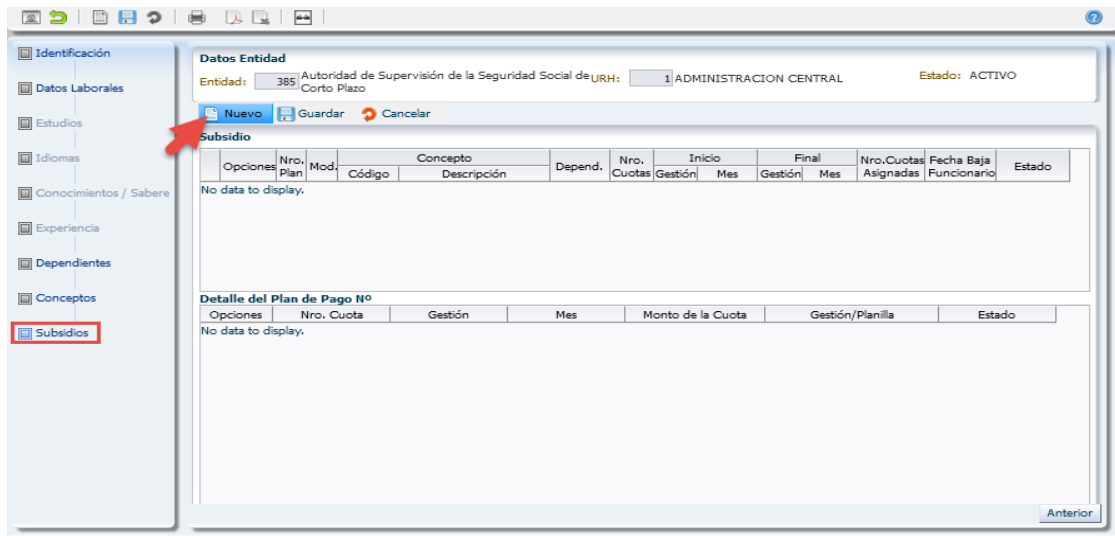 Identificación
Datos Laborales
Estudios
Idiomas
Conocimientos / Sabere
Experiencia
Dependientes
Conceptos
Subsidios
Datos Entidad
Entidad: 385 Autoridad de Supervisión de la Seguridad Social de Corto Plazo URH: 1 ADMINISTRACION CENTRAL Estado: ACTIVO
Nuevo Guardar Cancelar
Subsidio
Opciones Nro. Plan Mod. Concepto Código Descripción Depend. Nro. Cuotas Inicio Gestión Mes Final Gestión Mes Nro.Cuotas Asignadas Fecha Baja Funcionario Estado
No data to display.
Detalle del Plan de Pago Nº
Opciones Nro. Cuota Gestión Mes Monto de la Cuota Gestión/Planilla Estado
No data to display.
Anterior